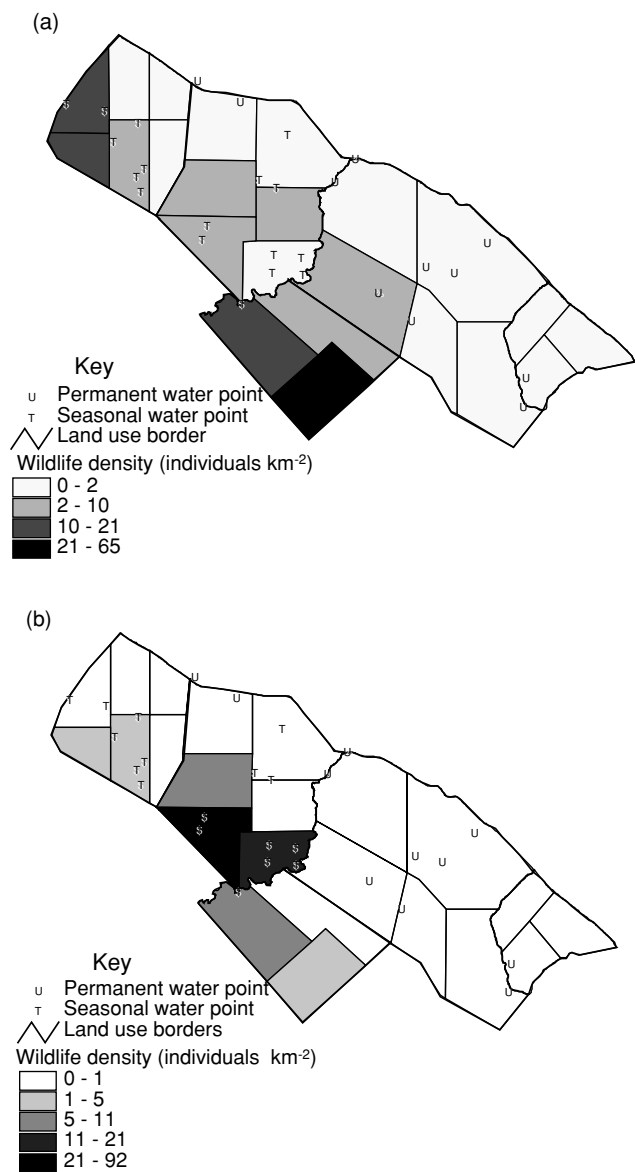 (a)
U
U
S
S
T
T
T
U
T
T
T
T
T
U
T
T
T
U
T
T
U
U
T
T
U
S
U
U
U
Key
U Permanent water point
T Seasonal water point
Land use border
Wildlife density (individuals km-2)
0 - 2
2 - 10
10 - 21
21 - 65
(b)
U
T
T
U
T
T
T
U
T
T
T
T
T
U
S
S
U
S
S
U
U
S
S
U
S
U
U
U
Key
U Permanent water point
T Seasonal water point
Land use borders
Wildlife density (individuals km-2)
0 - 1
1 - 5
5 - 11
11 - 21
21 - 92